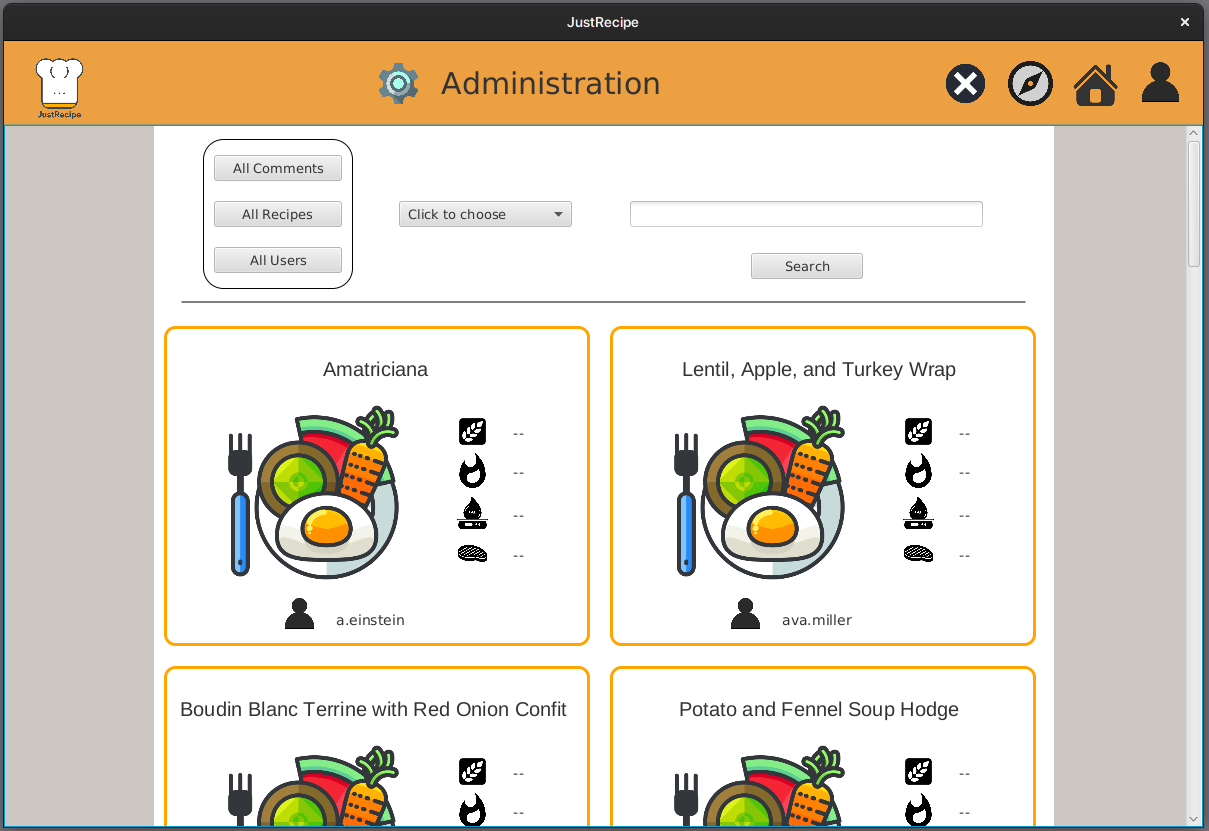 JustRecipe
{ }
...
JustRecipe
Administration
All Comments
All Recipes
Click to choose
All Users
Search
Amatriciana
--
--
--
--
a.einstein
Lentil, Apple, and Turkey Wrap
--
--
--
--
ava.miller
Boudin Blanc Terrine with Red Onion Confit
--
--
Potato and Fennel Soup Hodge
--
--